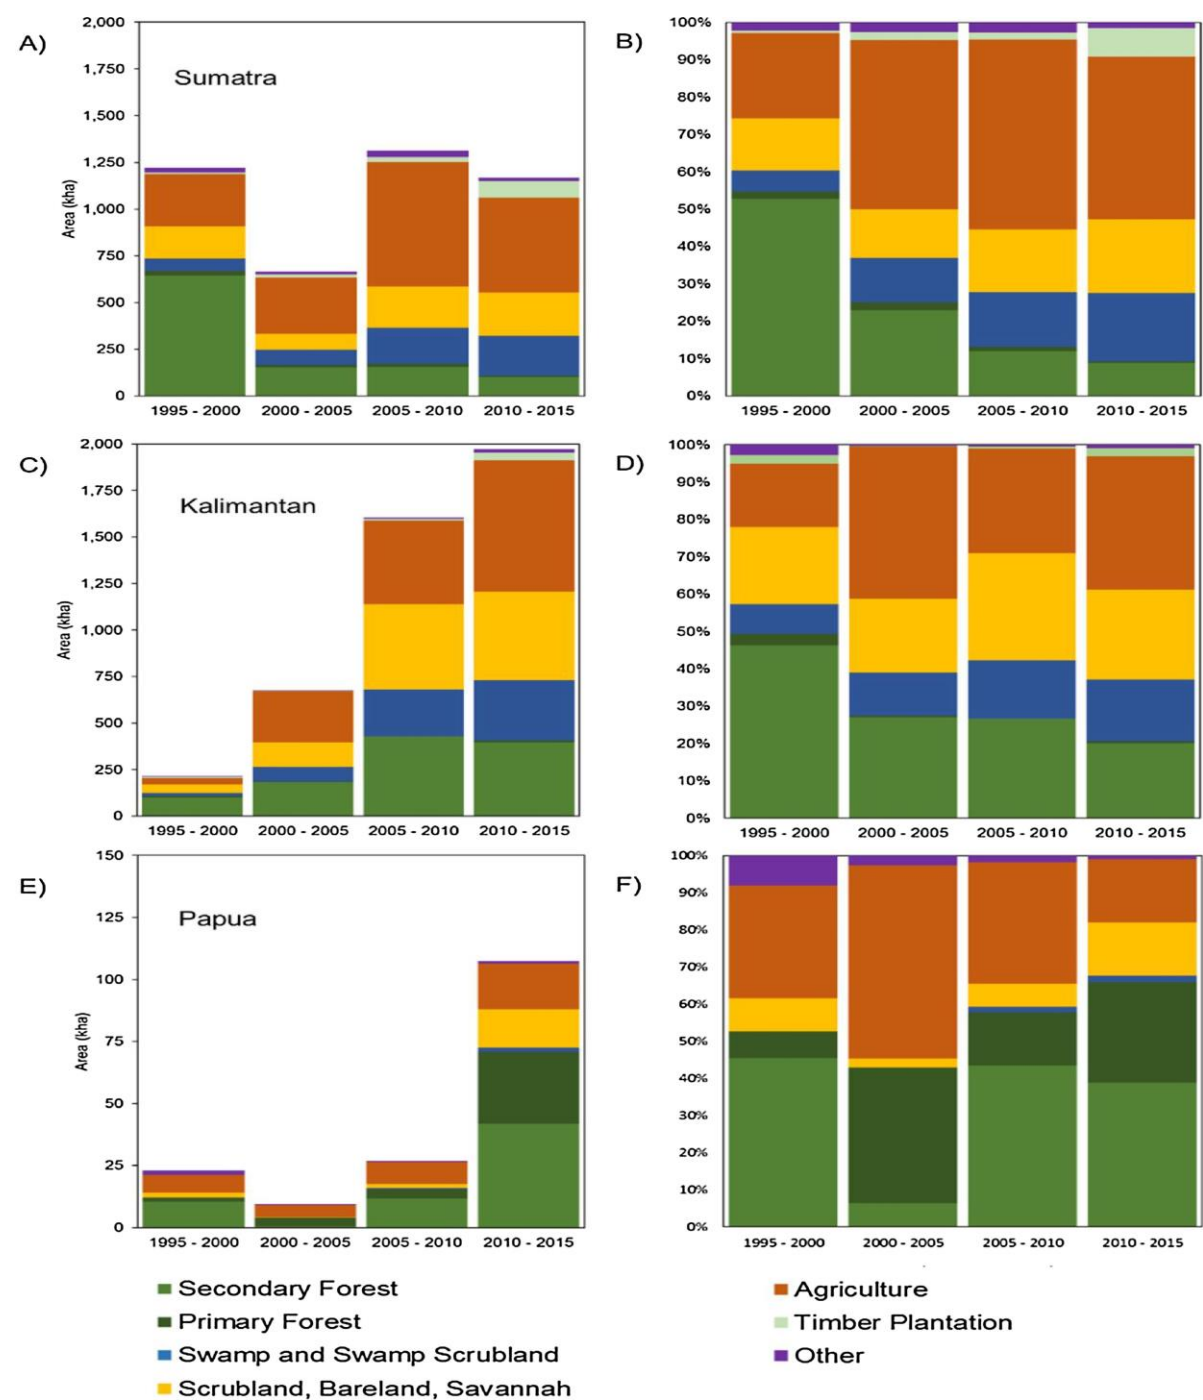 A)
Sumatra
Area (kha)
2,000
1,750
1,500
1,250
1,000
750
500
250
0
1995 - 2000 2000 - 2005 2005 - 2010 2010 - 2015
B)
100%
90%
80%
70%
60%
50%
40%
30%
20%
10%
0%
1995 - 2000 2000 - 2005 2005 - 2010 2010 - 2015
C)
Kalimantan
Area (kha)
2,000
1,750
1,500
1,250
1,000
750
500
250
0
1995 - 2000 2000 - 2005 2005 - 2010 2010 - 2015
D)
100%
90%
80%
70%
60%
50%
40%
30%
20%
10%
0%
1995 - 2000 2000 - 2005 2005 - 2010 2010 - 2015
E)
Papua
Area (kha)
150
125
100
75
50
25
0
1995 - 2000 2000 - 2005 2005 - 2010 2010 - 2015
F)
100%
90%
80%
70%
60%
50%
40%
30%
20%
10%
0%
1995 - 2000 2000 - 2005 2005 - 2010 2010 - 2015
Secondary Forest
Primary Forest
Swamp and Swamp Scrubland
Scrubland, Bareland, Savannah
Agriculture
Timber Plantation
Other